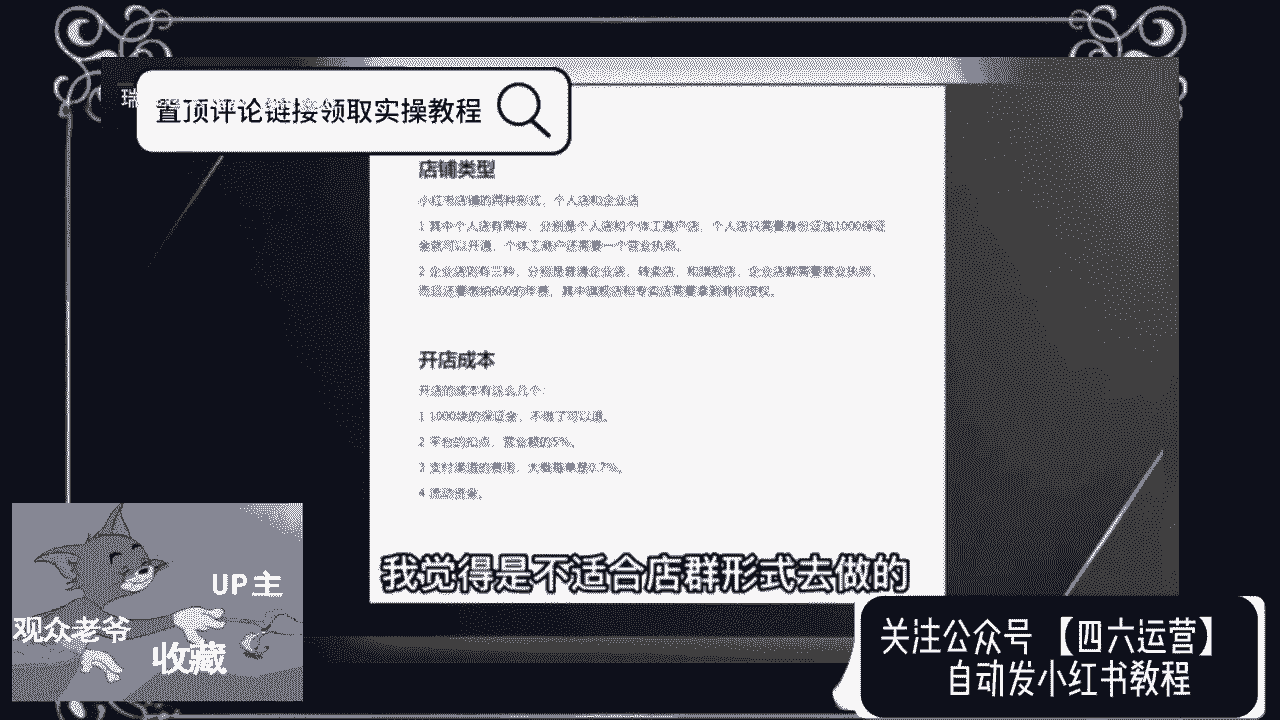 瑞
置顶评论链接领取实操教程
店铺类型
小红书店铺的两种形式，个人店和企业店
1 其中个人店有两种，分别是个人店和个体工商户店，个人店只需要身份证加1000保证
金就可以开通，个体工商户还需要一个营业执照。
2 企业店则有三种，分别是普通企业店，转卖店，和旗舰店，企业店都需要营业执照，
而且还要缴纳600的年费，其中旗舰店和专卖店需要拿到商标授权。
开店成本
开店的成本有这么几个
1 1000块的保证金，不做了可以退。
2 平台的扣点，营业额的5%。
3 支付渠道的费用，大概每单是0.7%。
4 流动资金。
我觉得是不适合店群形式去做的
UP主
观众老爷
收藏
关注公众号【四六运营】
自动发小红书教程